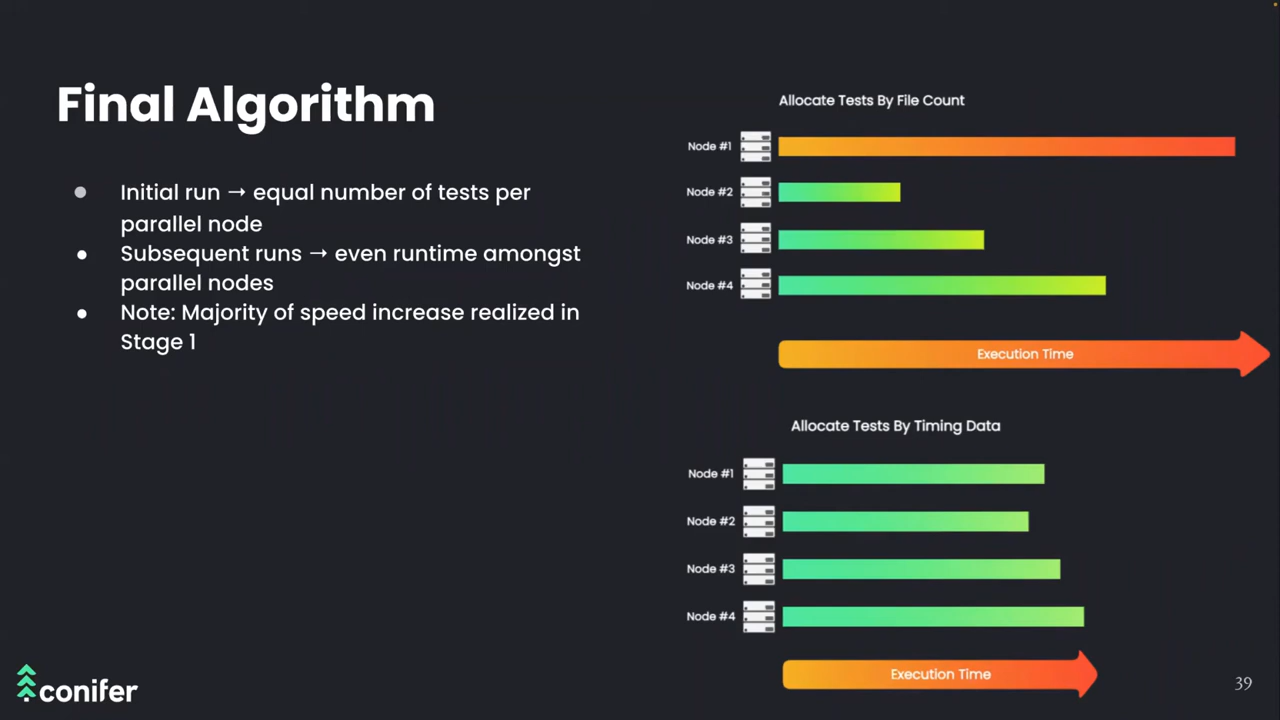 Final Algorithm
● Initial run → equal number of tests per
parallel node
● Subsequent runs → even runtime amongst
parallel nodes
● Note: Majority of speed increase realized in
Stage 1
Allocate Tests By File Count
Node #1
Node #2
Node #3
Node #4
Execution Time
Allocate Tests By Timing Data
Node #1
Node #2
Node #3
Node #4
Execution Time
conifer
39